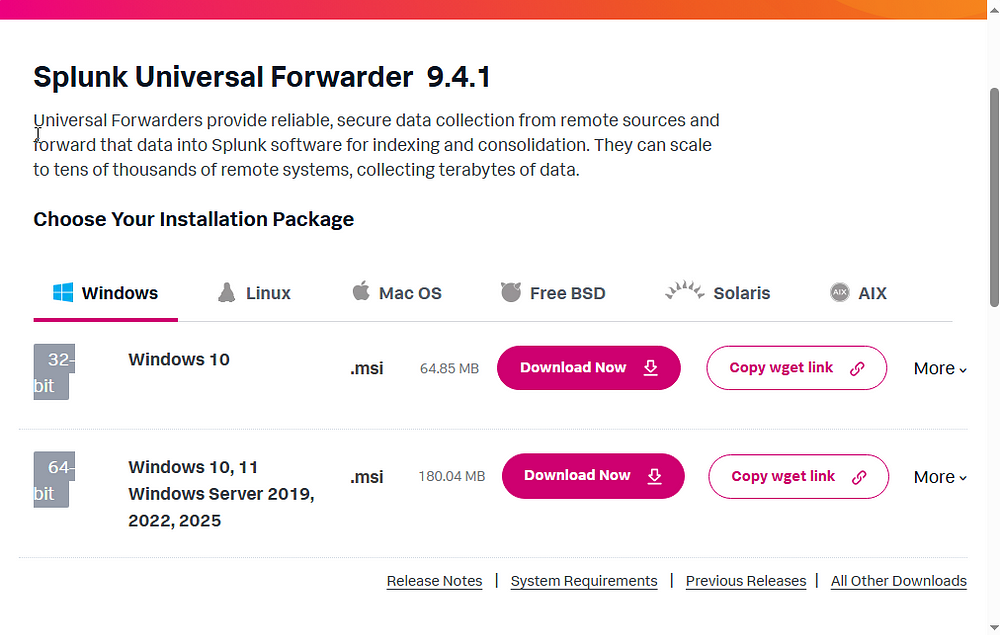 Splunk Universal Forwarder 9.4.1
Universal Forwarders provide reliable, secure data collection from remote sources and
forward that data into Splunk software for indexing and consolidation. They can scale
to tens of thousands of remote systems, collecting terabytes of data.
Choose Your Installation Package
Windows Linux Mac OS Free BSD Solaris AIX AIX
32-
bit
Windows 10 .msi 64.85 MB Download Now Copy wget link More
64-
bit
Windows 10, 11
Windows Server 2019,
2022, 2025
.msi 180.04 MB Download Now Copy wget link More
Release Notes | System Requirements | Previous Releases | All Other Downloads